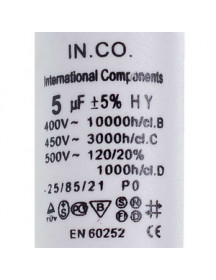 IN.CO.
International Components
5 µF ±5% HY
400V~ 10000h/cl.B
450V~ 3000h/cl.C
500V~ 120/20%
1000h/cl.D
-25/85/21 P0
EN 60252 CE